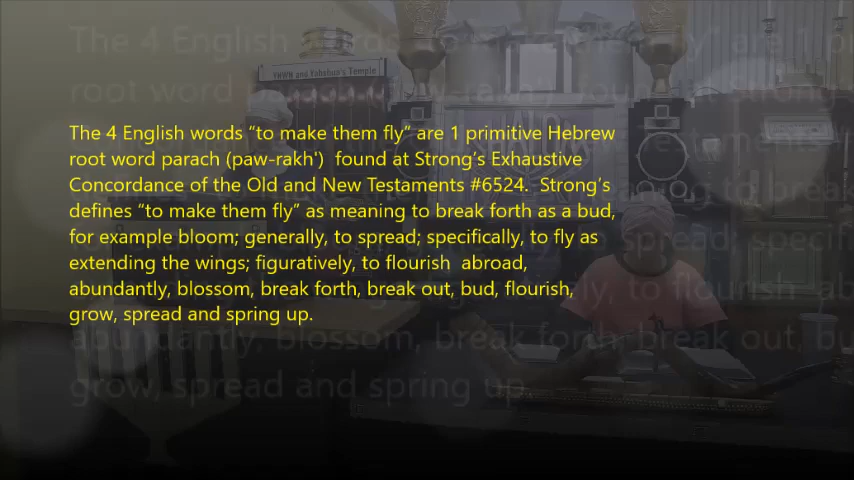 YHWH and Yahshua's Temple
The 4 English words “to make them fly” are 1 primitive Hebrew
root word parach (paw-rakh') found at Strong’s Exhaustive
Concordance of the Old and New Testaments #6524. Strong’s
defines “to make them fly” as meaning to break forth as a bud,
for example bloom; generally, to spread; specifically, to fly as
extending the wings; figuratively, to flourish abroad,
abundantly, blossom, break forth, break out, bud, flourish,
grow, spread and spring up.